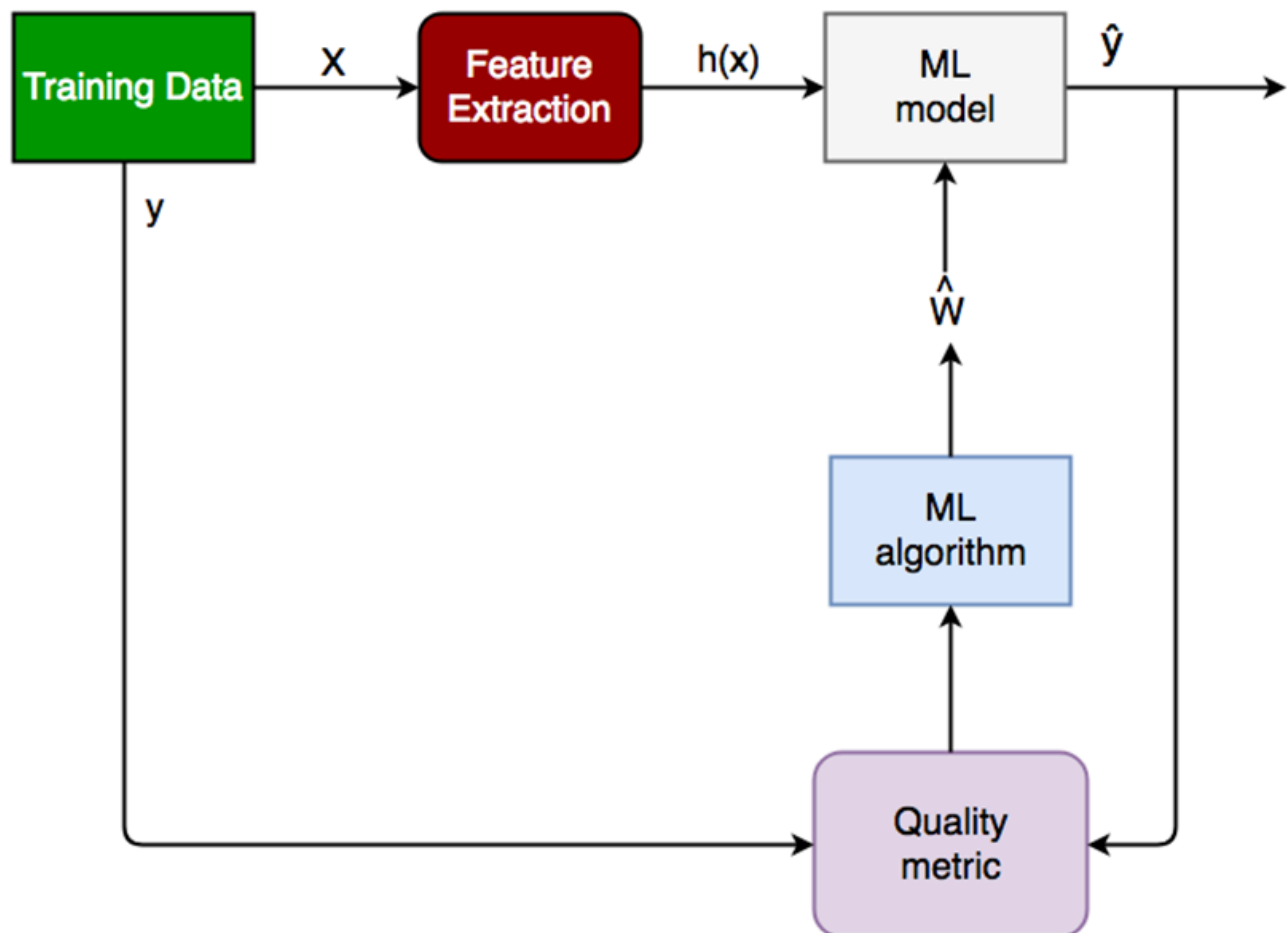 Training Data
X
Feature
Extraction
h(x)
ML
model
ŷ
y
Ŵ
ML
algorithm
Quality
metric